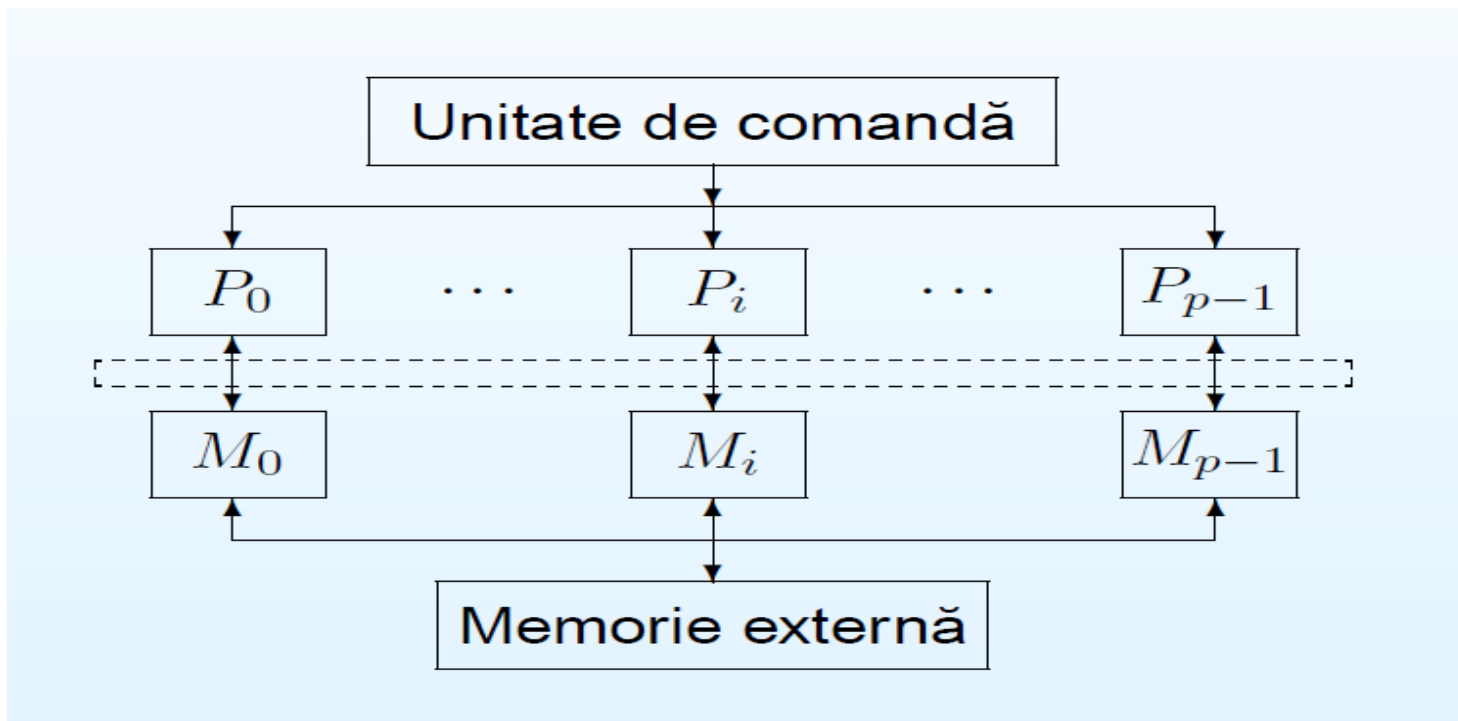 Unitate de comandă
P₀ ··· Pᵢ ··· Pₚ₋₁
M₀ Mᵢ Mₚ₋₁
Memorie externă